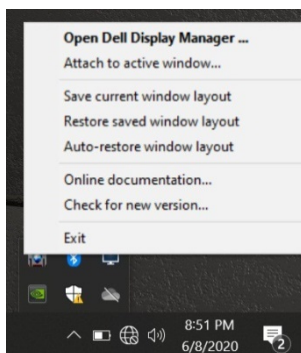 Open Dell Display Manager ...
Attach to active window...
Save current window layout
Restore saved window layout
Auto-restore window layout
Online documentation...
Check for new version...
Exit
8:51 PM
6/8/2020
2